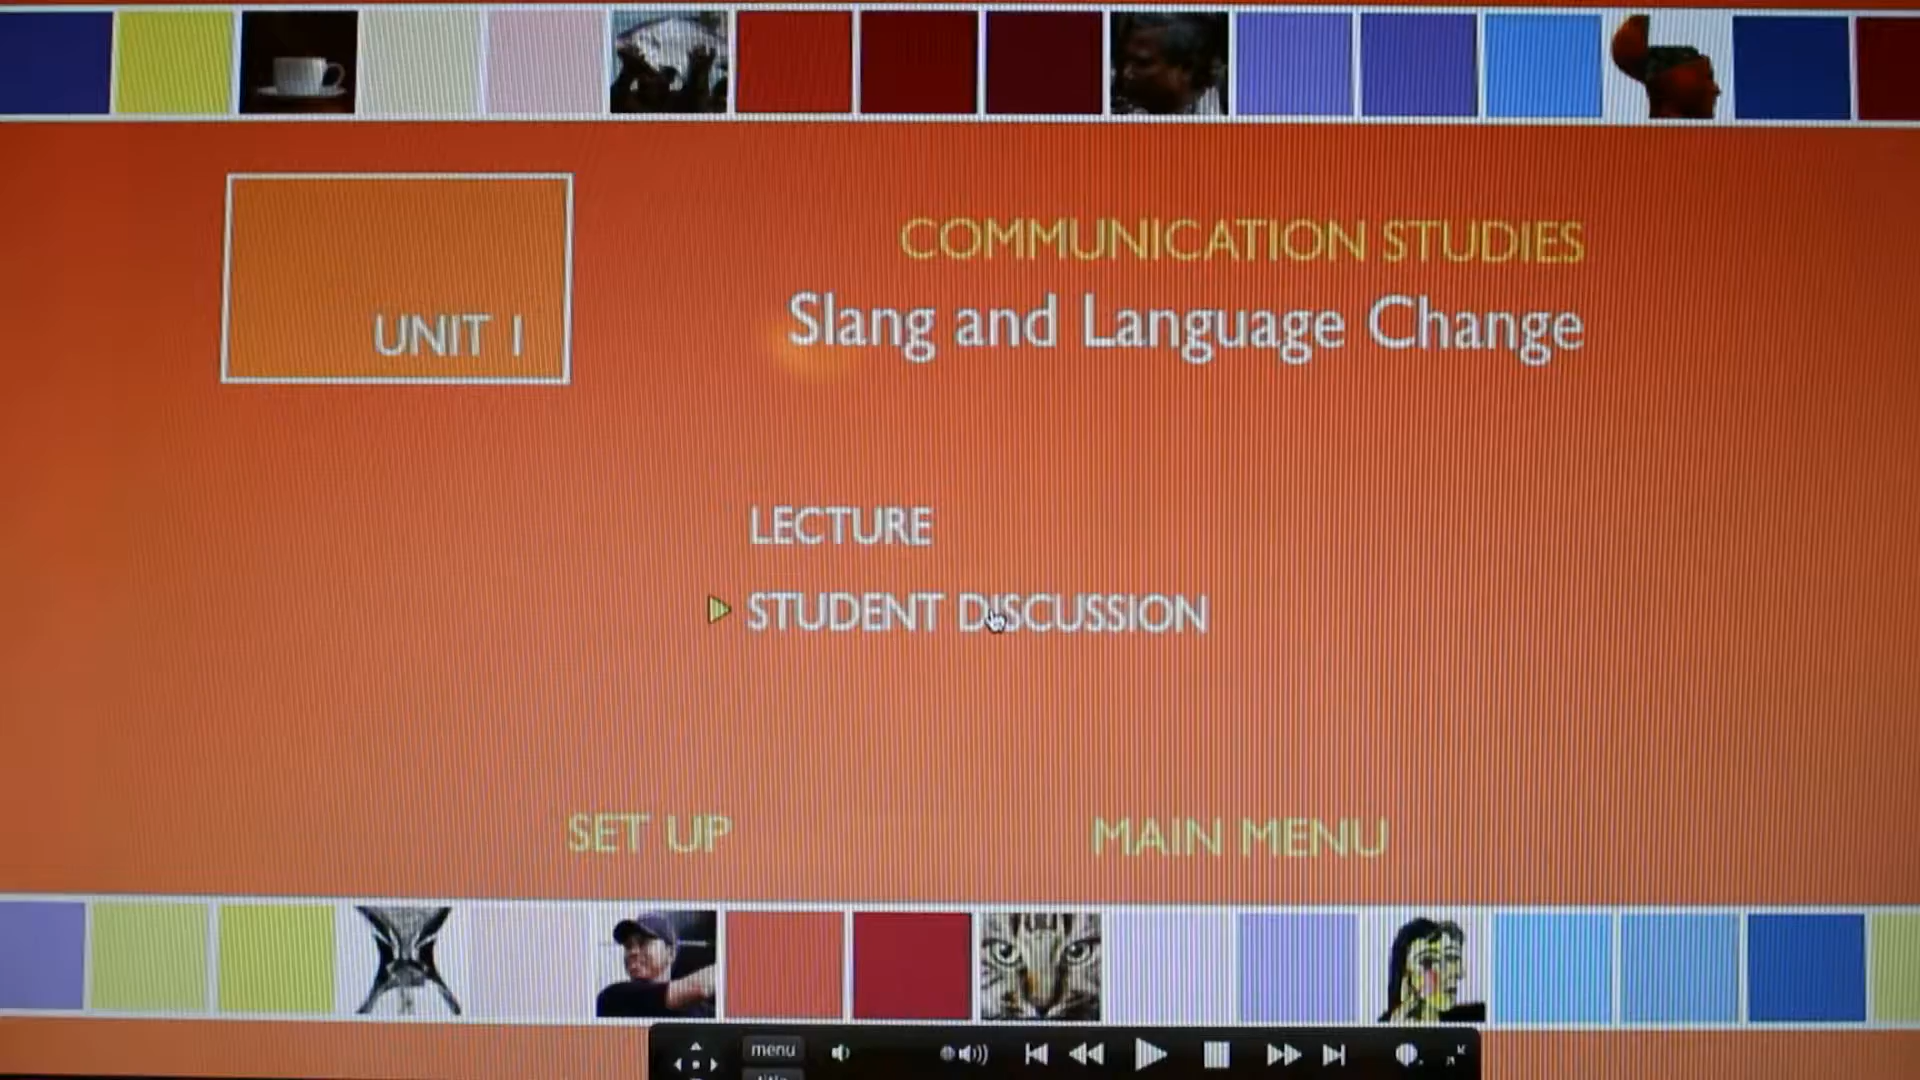 UNIT 1
COMMUNICATION STUDIES
Slang and Language Change
LECTURE
STUDENT DISCUSSION
SET UP
MAIN MENU
menu